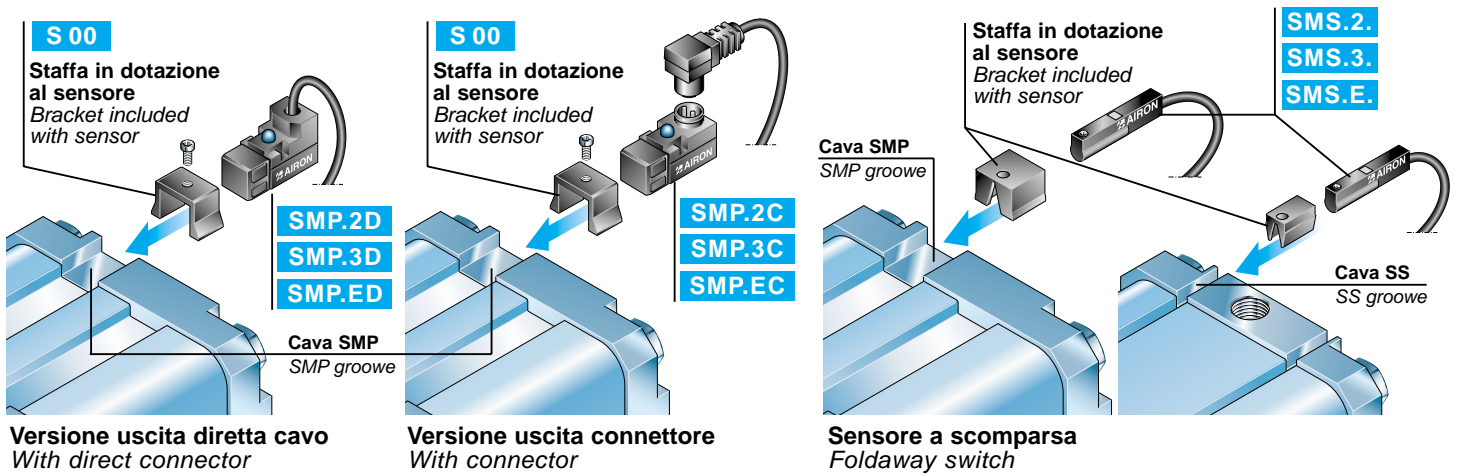 S 00
Staffa in dotazione
al sensore
Bracket included
with sensor
AIRON
SMP.2D
SMP.3D
SMP.ED
Cava SMP
SMP groowe
Versione uscita diretta cavo
With direct connector
S 00
Staffa in dotazione
al sensore
Bracket included
with sensor
AIRON
SMP.2C
SMP.3C
SMP.EC
Versione uscita connettore
With connector
Staffa in dotazione
al sensore
Bracket included
with sensor
SMS.2.
SMS.3.
SMS.E.
AIRON
AIRON
Cava SMP
SMP groowe
Cava SS
SS groowe
Sensore a scomparsa
Foldaway switch